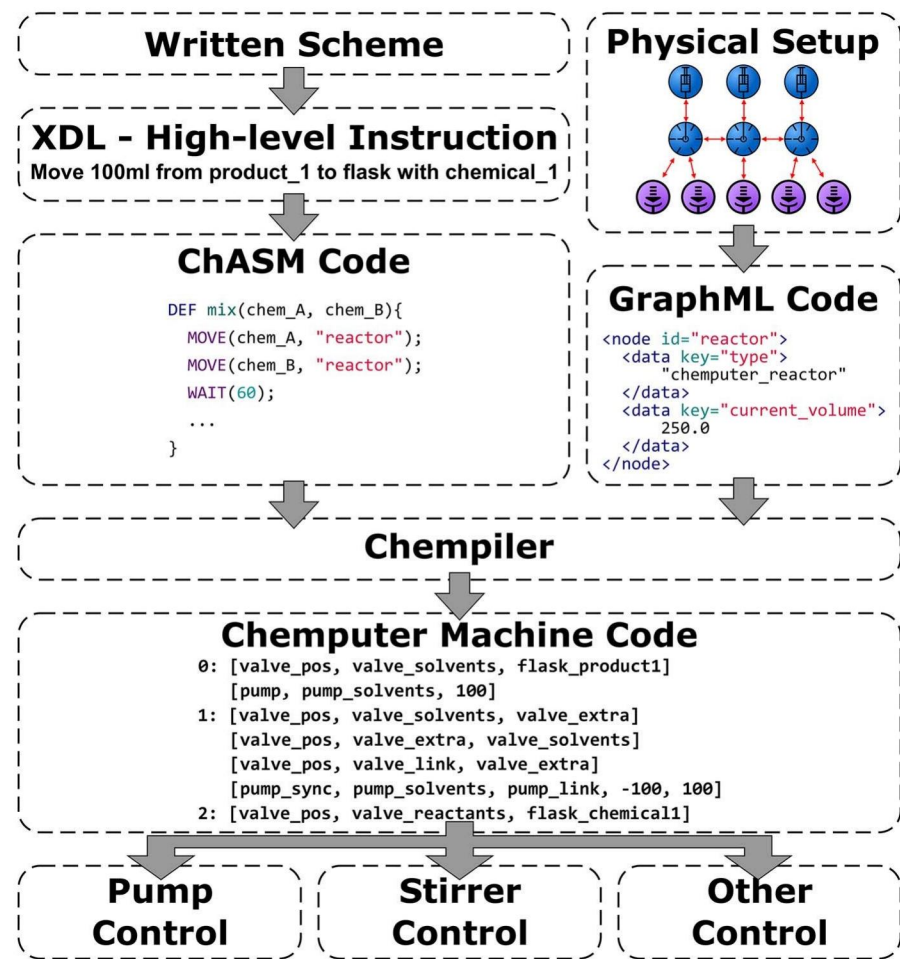 Written Scheme
Physical Setup
XDL - High-level Instruction
Move 100ml from product_1 to flask with chemical_1
ChASM Code
DEF mix(chem_A, chem_B){
MOVE(chem_A, "reactor");
MOVE(chem_B, "reactor");
WAIT(60);
...
}
GraphML Code
<node id="reactor">
<data key="type">
"chemputer_reactor"
</data>
<data key="current_volume">
250.0
</data>
</node>
Chempiler
Chemputer Machine Code
0: [valve_pos, valve_solvents, flask_product1]
[pump, pump_solvents, 100]
1: [valve_pos, valve_solvents, valve_extra]
[valve_pos, valve_extra, valve_solvents]
[valve_pos, valve_link, valve_extra]
[pump_sync, pump_solvents, pump_link, -100, 100]
2: [valve_pos, valve_reactants, flask_chemical1]
Pump
Control
Stirrer
Control
Other
Control